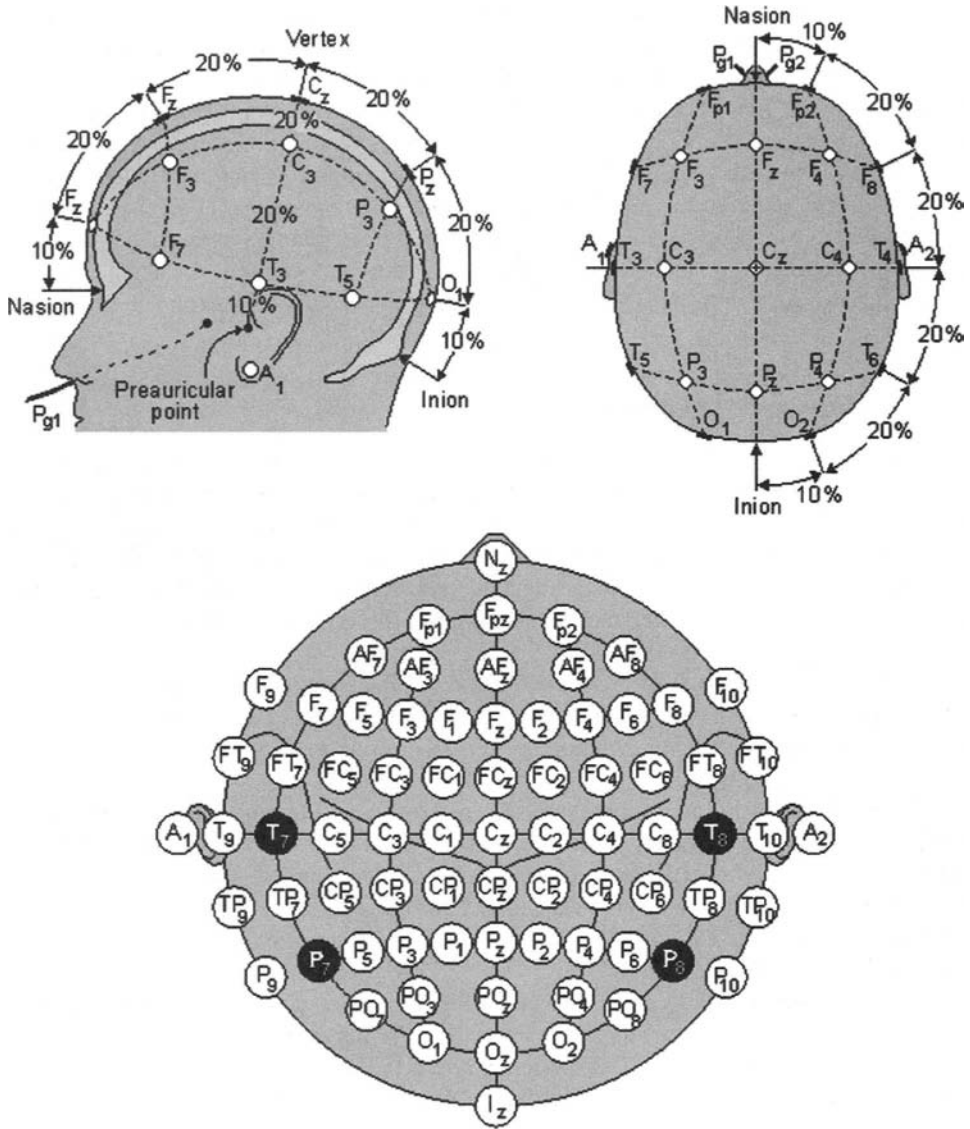 Vertex
20%
20%
Fz
Cz
20%
20%
Fz
F3
C3
Pz
10%
F7
20%
P3
20%
Nasion
T3
T5
O1
10%
10%
Preauricular
point
A1
Inion
Pg1
Nasion
10%
Pg1
Pg2
Fp1
Fp2
20%
F7
F3
Fz
F4
F8
20%
A1
T3
C3
Cz
C4
T4
A2
20%
T5
P3
Pz
P4
T6
O1
O2
20%
Inion
10%
Nz
Fp1 Fpz Fp2
AF7 AF3 AFz AF4 AF8
F9 F7 F5 F3 F1 Fz F2 F4 F6 F8 F10
FT9 FT7 FC5 FC3 FC1 FCz FC2 FC4 FC6 FT8 FT10
A1 T9 T7 C5 C3 C1 Cz C2 C4 C8 T8 T10 A2
TP9 TP7 CP5 CP3 CP1 CPz CP2 CP4 CP6 TP8 TP10
P9 P7 P5 P3 P1 Pz P2 P4 P6 P8 P10
PO7 PO3 POz PO4 PO8
O1 Oz O2
Iz